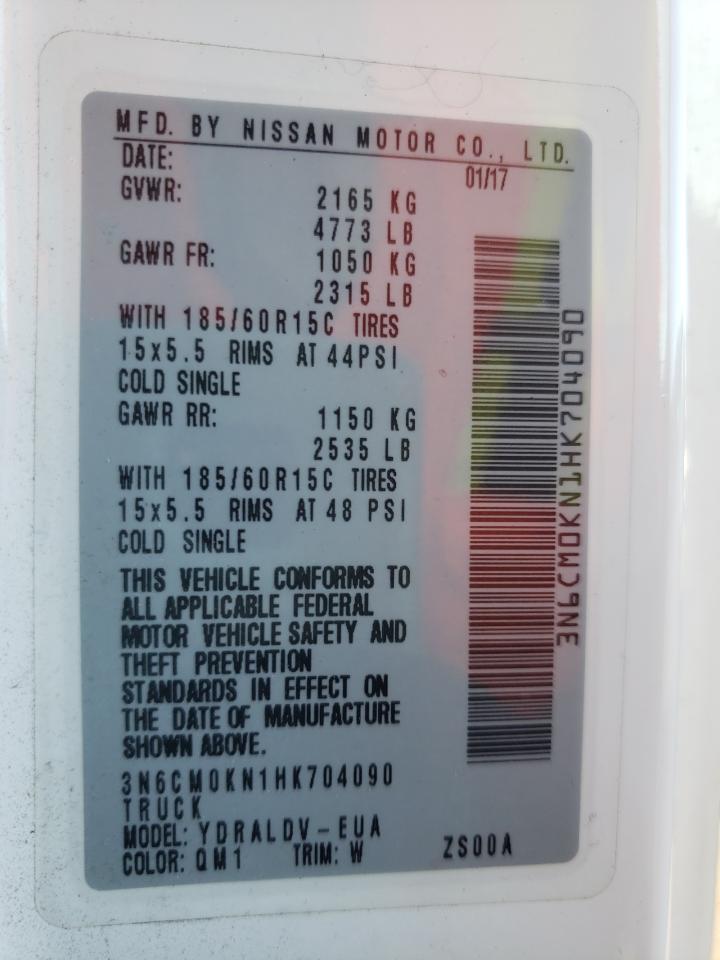 MFD. BY NISSAN MOTOR CO., LTD.
DATE: 01/17
GVWR: 2165 KG
4773 LB
GAWR FR: 1050 KG
2315 LB
WITH 185/60R15C TIRES
15x5.5 RIMS AT 44PSI
COLD SINGLE
GAWR RR: 1150 KG
2535 LB
WITH 185/60R15C TIRES
15x5.5 RIMS AT 48 PSI
COLD SINGLE
THIS VEHICLE CONFORMS TO
ALL APPLICABLE FEDERAL
MOTOR VEHICLE SAFETY AND
THEFT PREVENTION
STANDARDS IN EFFECT ON
THE DATE OF MANUFACTURE
SHOWN ABOVE.
3N6CM0KN1HK704090
TRUCK
MODEL: YDRALDV-EUA
COLOR: QM1 TRIM: W ZS00A
3N6CM0KN1HK704090